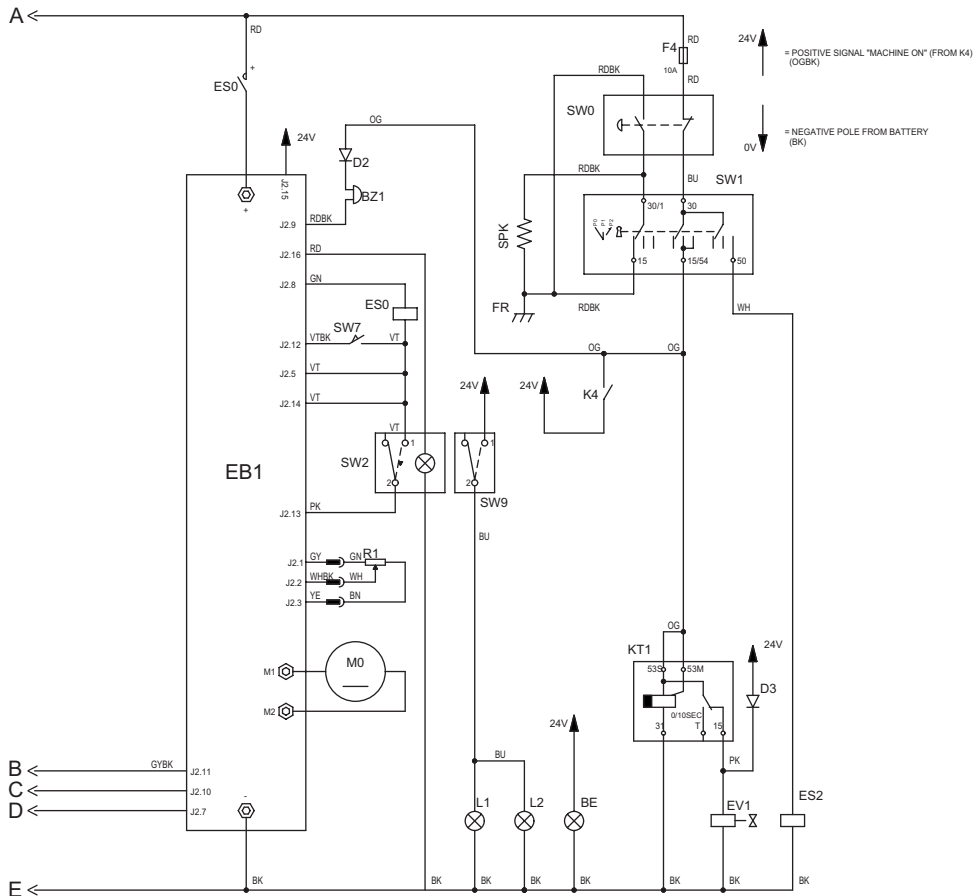 A
RD
RD
F4
10A
RD
24V
= POSITIVE SIGNAL "MACHINE ON" (FROM K4)
(OGBK)
RDBK
ES0
+
SW0
0V
= NEGATIVE POLE FROM BATTERY
(BK)
24V
OG
D2
BZ1
RDBK
BU
SW1
J2.15
+
J2.9
RDBK
30/1
30
P0
P1
P2
SPK
J2.16
RD
15
15/54
50
J2.8
GN
ES0
FR
RDBK
WH
SW7
J2.12
VTBK
VT
OG
OG
J2.5
VT
24V
24V
K4
J2.14
VT
VT
1
1
SW2
EB1
2
2
SW9
J2.13
PK
BU
J2.1
GY
GN
R1
J2.2
WHBK
WH
J2.3
YE
BN
OG
KT1
24V
M1
M0
53S
53M
D3
M2
0/10SEC
31
T
15
24V
BU
PK
B
GYBK
J2.11
C
J2.10
D
J2.7
-
L1
L2
BE
EV1
ES2
E
BK
BK
BK
BK
BK
BK
BK
BK